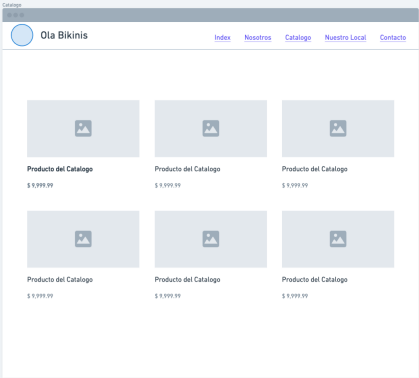 Catalogo
Ola Bikinis
Index Nosotros Catalogo Nuestro Local Contacto
Producto del Catalogo Producto del Catalogo Producto del Catalogo
$ 9,999.99 $ 9,999.99 $ 9,999.99
Producto del Catalogo Producto del Catalogo Producto del Catalogo
$ 9,999.99 $ 9,999.99 $ 9,999.99